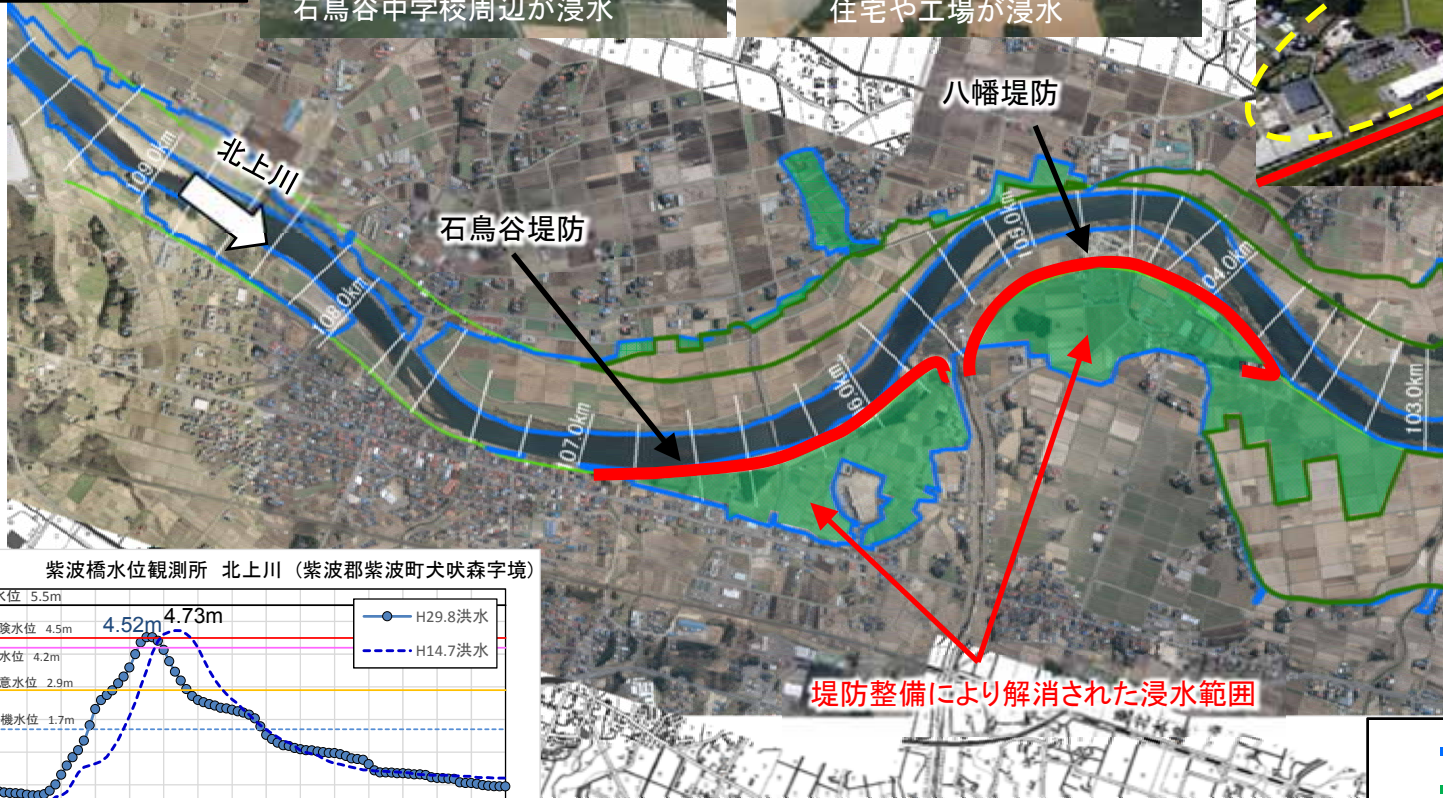 石鳥谷中学校周辺が浸水
住宅や工場が浸水
八幡堤防
北上川
109.0km
石鳥谷堤防
105.0km
04.0km
108.0km
6.0km
107.0km
103.0km
堤防整備により解消された浸水範囲
紫波橋水位観測所 北上川 (紫波郡紫波町犬吠森字境)
水位 5.5m
険水位 4.5m
水位 4.2m
意水位 2.9m
機水位 1.7m
4.52m
4.73m
H29.8洪水
H14.7洪水